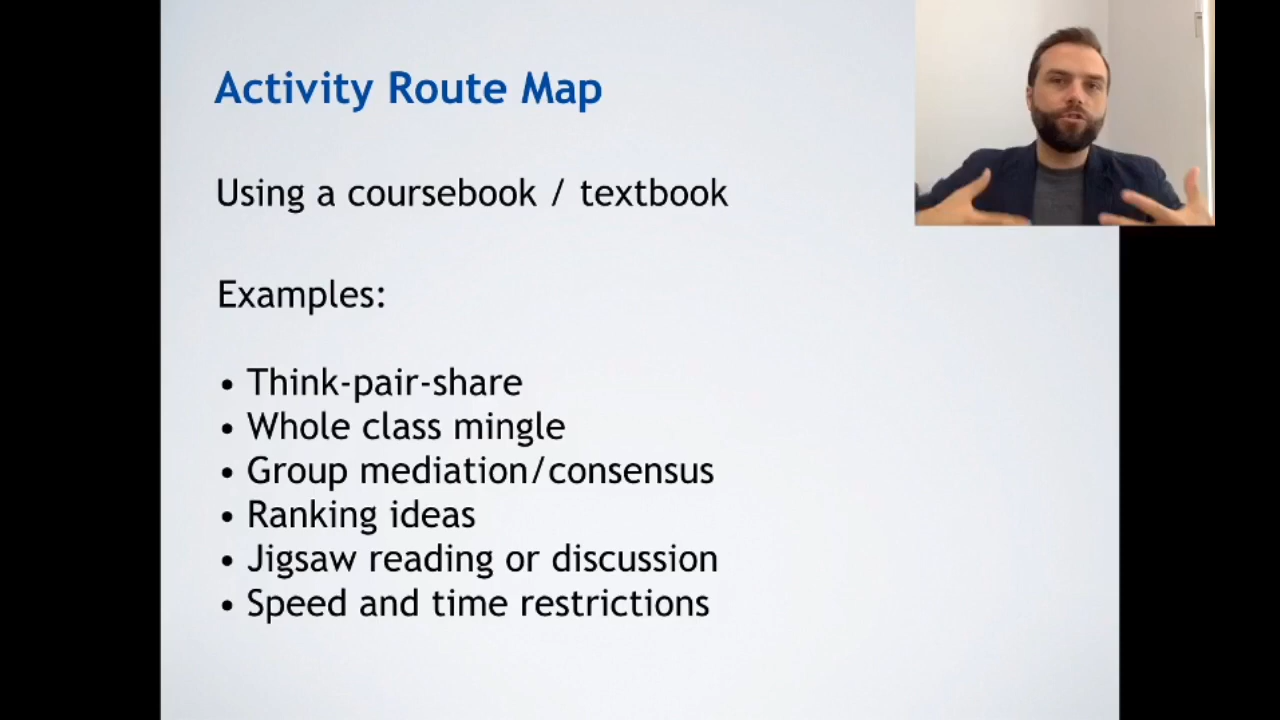 Activity Route Map
Using a coursebook / textbook
Examples:
• Think-pair-share
• Whole class mingle
• Group mediation/consensus
• Ranking ideas
• Jigsaw reading or discussion
• Speed and time restrictions